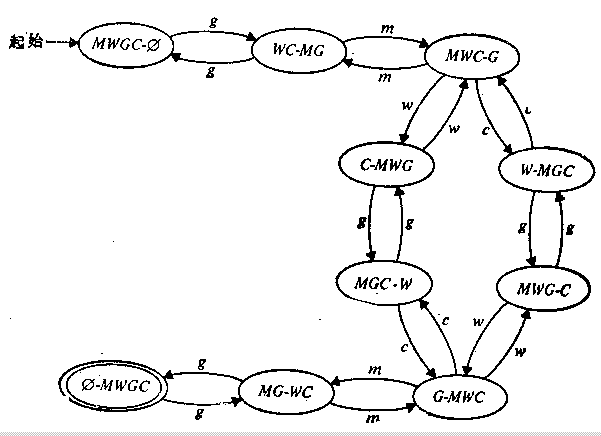 g
起始 MWGC-Ø WC-MG m MWC-G
g m
w c
w
C-MWG W-MGC
g g g g
MGC-W MWG-C
c w
c w
g m
Ø-MWGC MG-WC G-MWC
g m